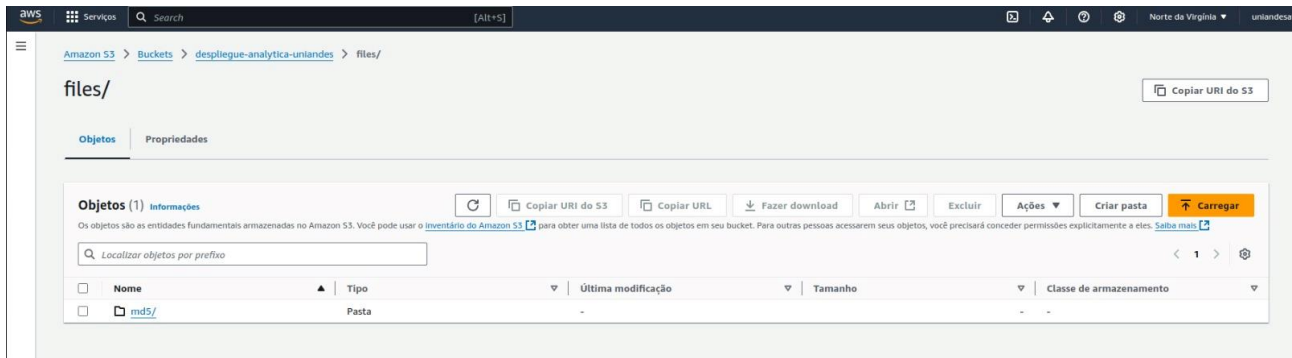 aws Serviços Search [Alt+S] Norte da Virgínia ▼ uniandesa
Amazon S3 > Buckets > despliegue-analytica-uniandes > files/
files/
Copiar URI do S3
Objetos Propriedades
Objetos (1) Informações Copiar URI do S3 Copiar URL Fazer download Abrir Excluir Ações ▼ Criar pasta Carregar
Os objetos são as entidades fundamentais armazenadas no Amazon S3. Você pode usar o inventário do Amazon S3 para obter uma lista de todos os objetos em seu bucket. Para outras pessoas acessarem seus objetos, você precisará conceder permissões explicitamente a eles. Saiba mais
Localizar objetos por prefixo < 1 >
Nome ▲ Tipo ▽ Última modificação ▽ Tamanho ▽ Classe de armazenamento ▽
md5/ Pasta - - -